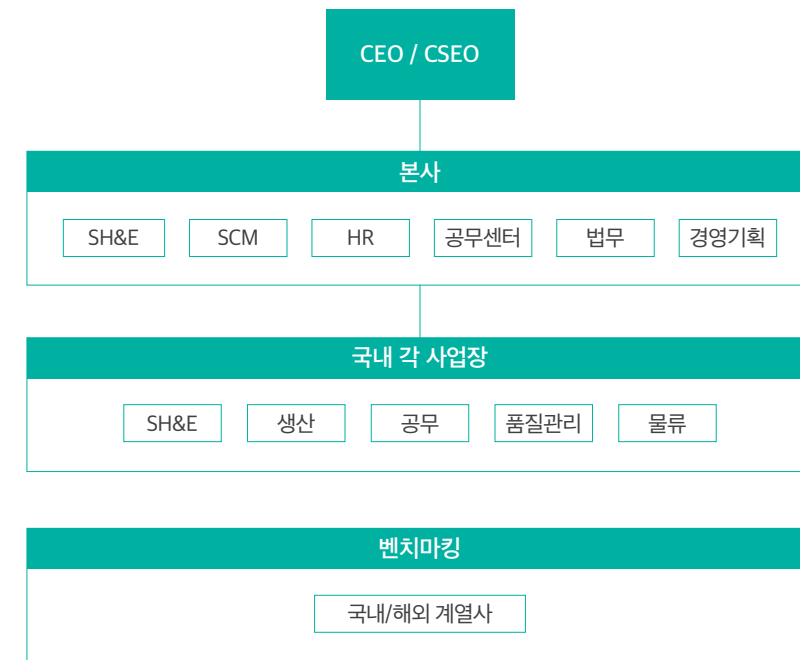 CEO / CSEO
본사
SH&E SCM HR 공무센터 법무 경영기획
국내 각 사업장
SH&E 생산 공무 품질관리 물류
벤치마킹
국내/해외 계열사